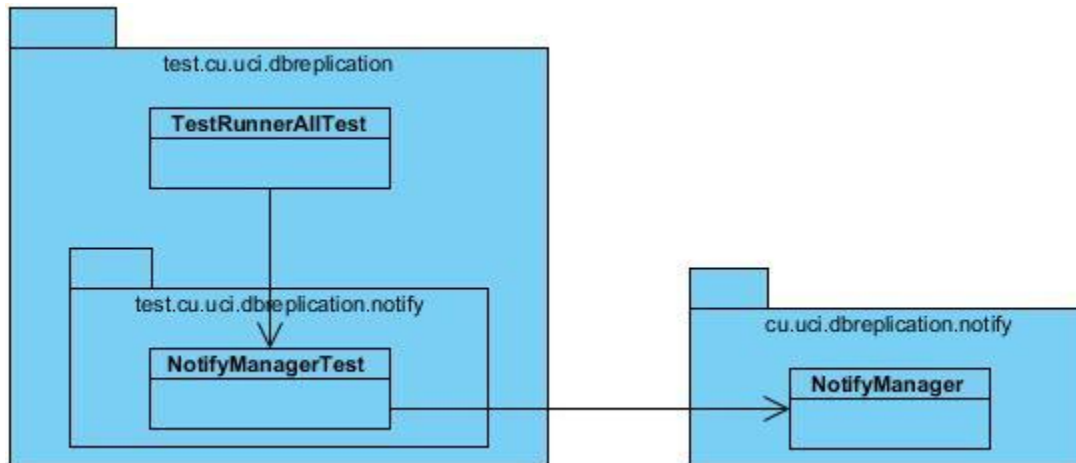 test.cu.uci.dbreplication
TestRunnerAllTest
test.cu.uci.dbreplication.notify
NotifyManagerTest
cu.uci.dbreplication.notify
NotifyManager